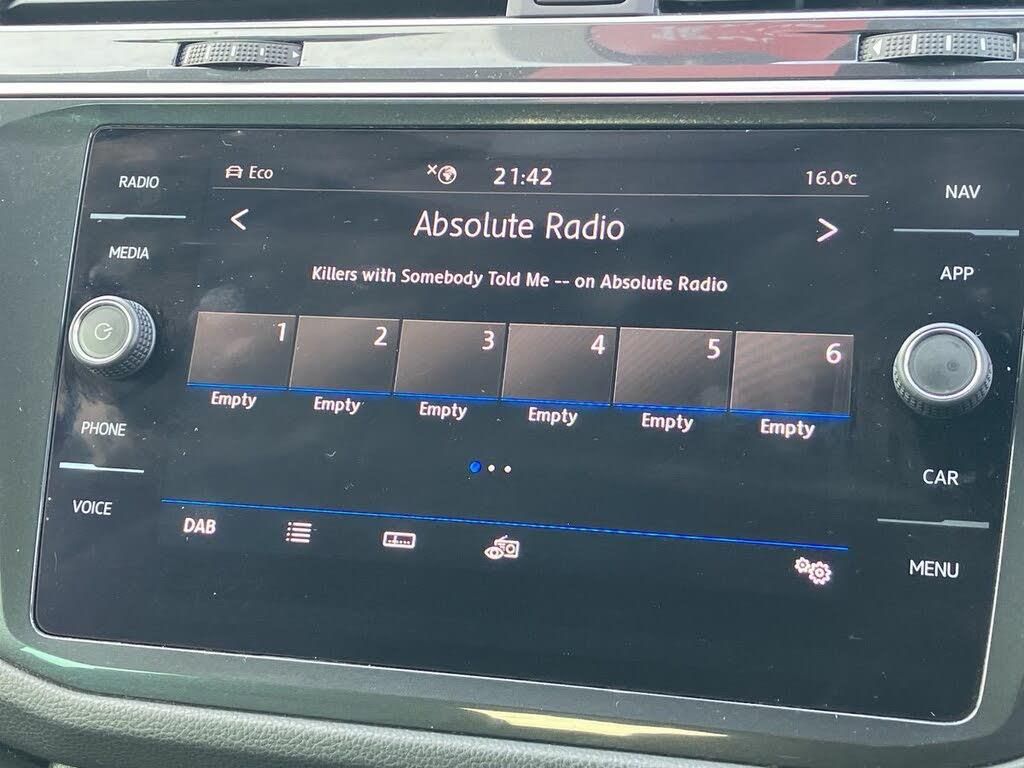 RADIO
MEDIA
PHONE
VOICE
Eco
21:42
16.0°C
Absolute Radio
Killers with Somebody Told Me -- on Absolute Radio
1 2 3 4 5 6
Empty Empty Empty Empty Empty Empty
DAB
NAV
APP
CAR
MENU